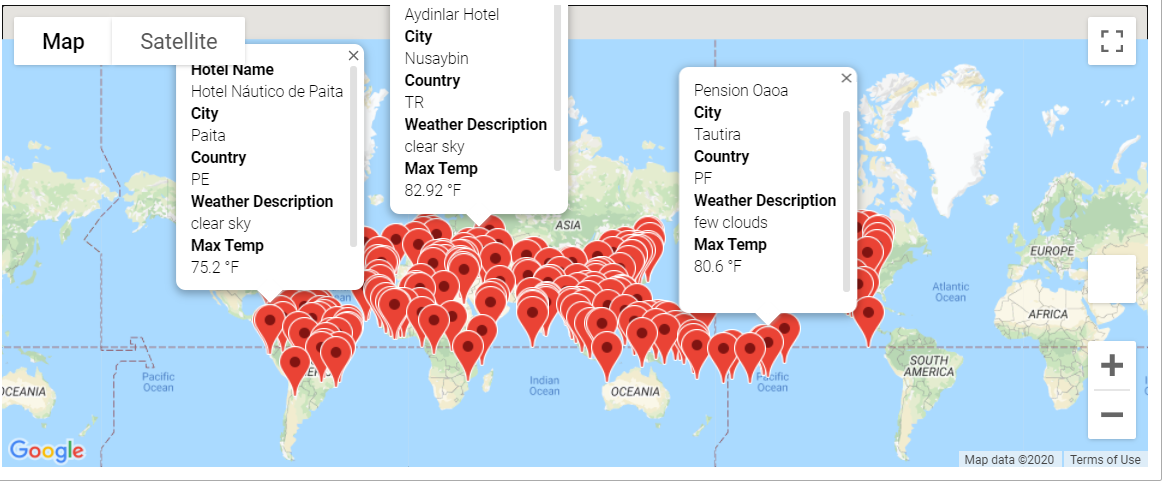 Map
Satellite
Hotel Name
Hotel Náutico de Paita
City
Paita
Country
PE
Weather Description
clear sky
Max Temp
75.2 °F
Aydinlar Hotel
City
Nusaybin
Country
TR
Weather Description
clear sky
Max Temp
82.92 °F
Pension Oaoa
City
Tautira
Country
PF
Weather Description
few clouds
Max Temp
80.6 °F
ASIA
EUROPE
Atlantic
Ocean
AFRICA
SOUTH
AMERICA
Pacific
Ocean
OCEANIA
Indian
Ocean
OCEANIA
Pacific
Ocean
Google
Map data ©2020
Terms of Use